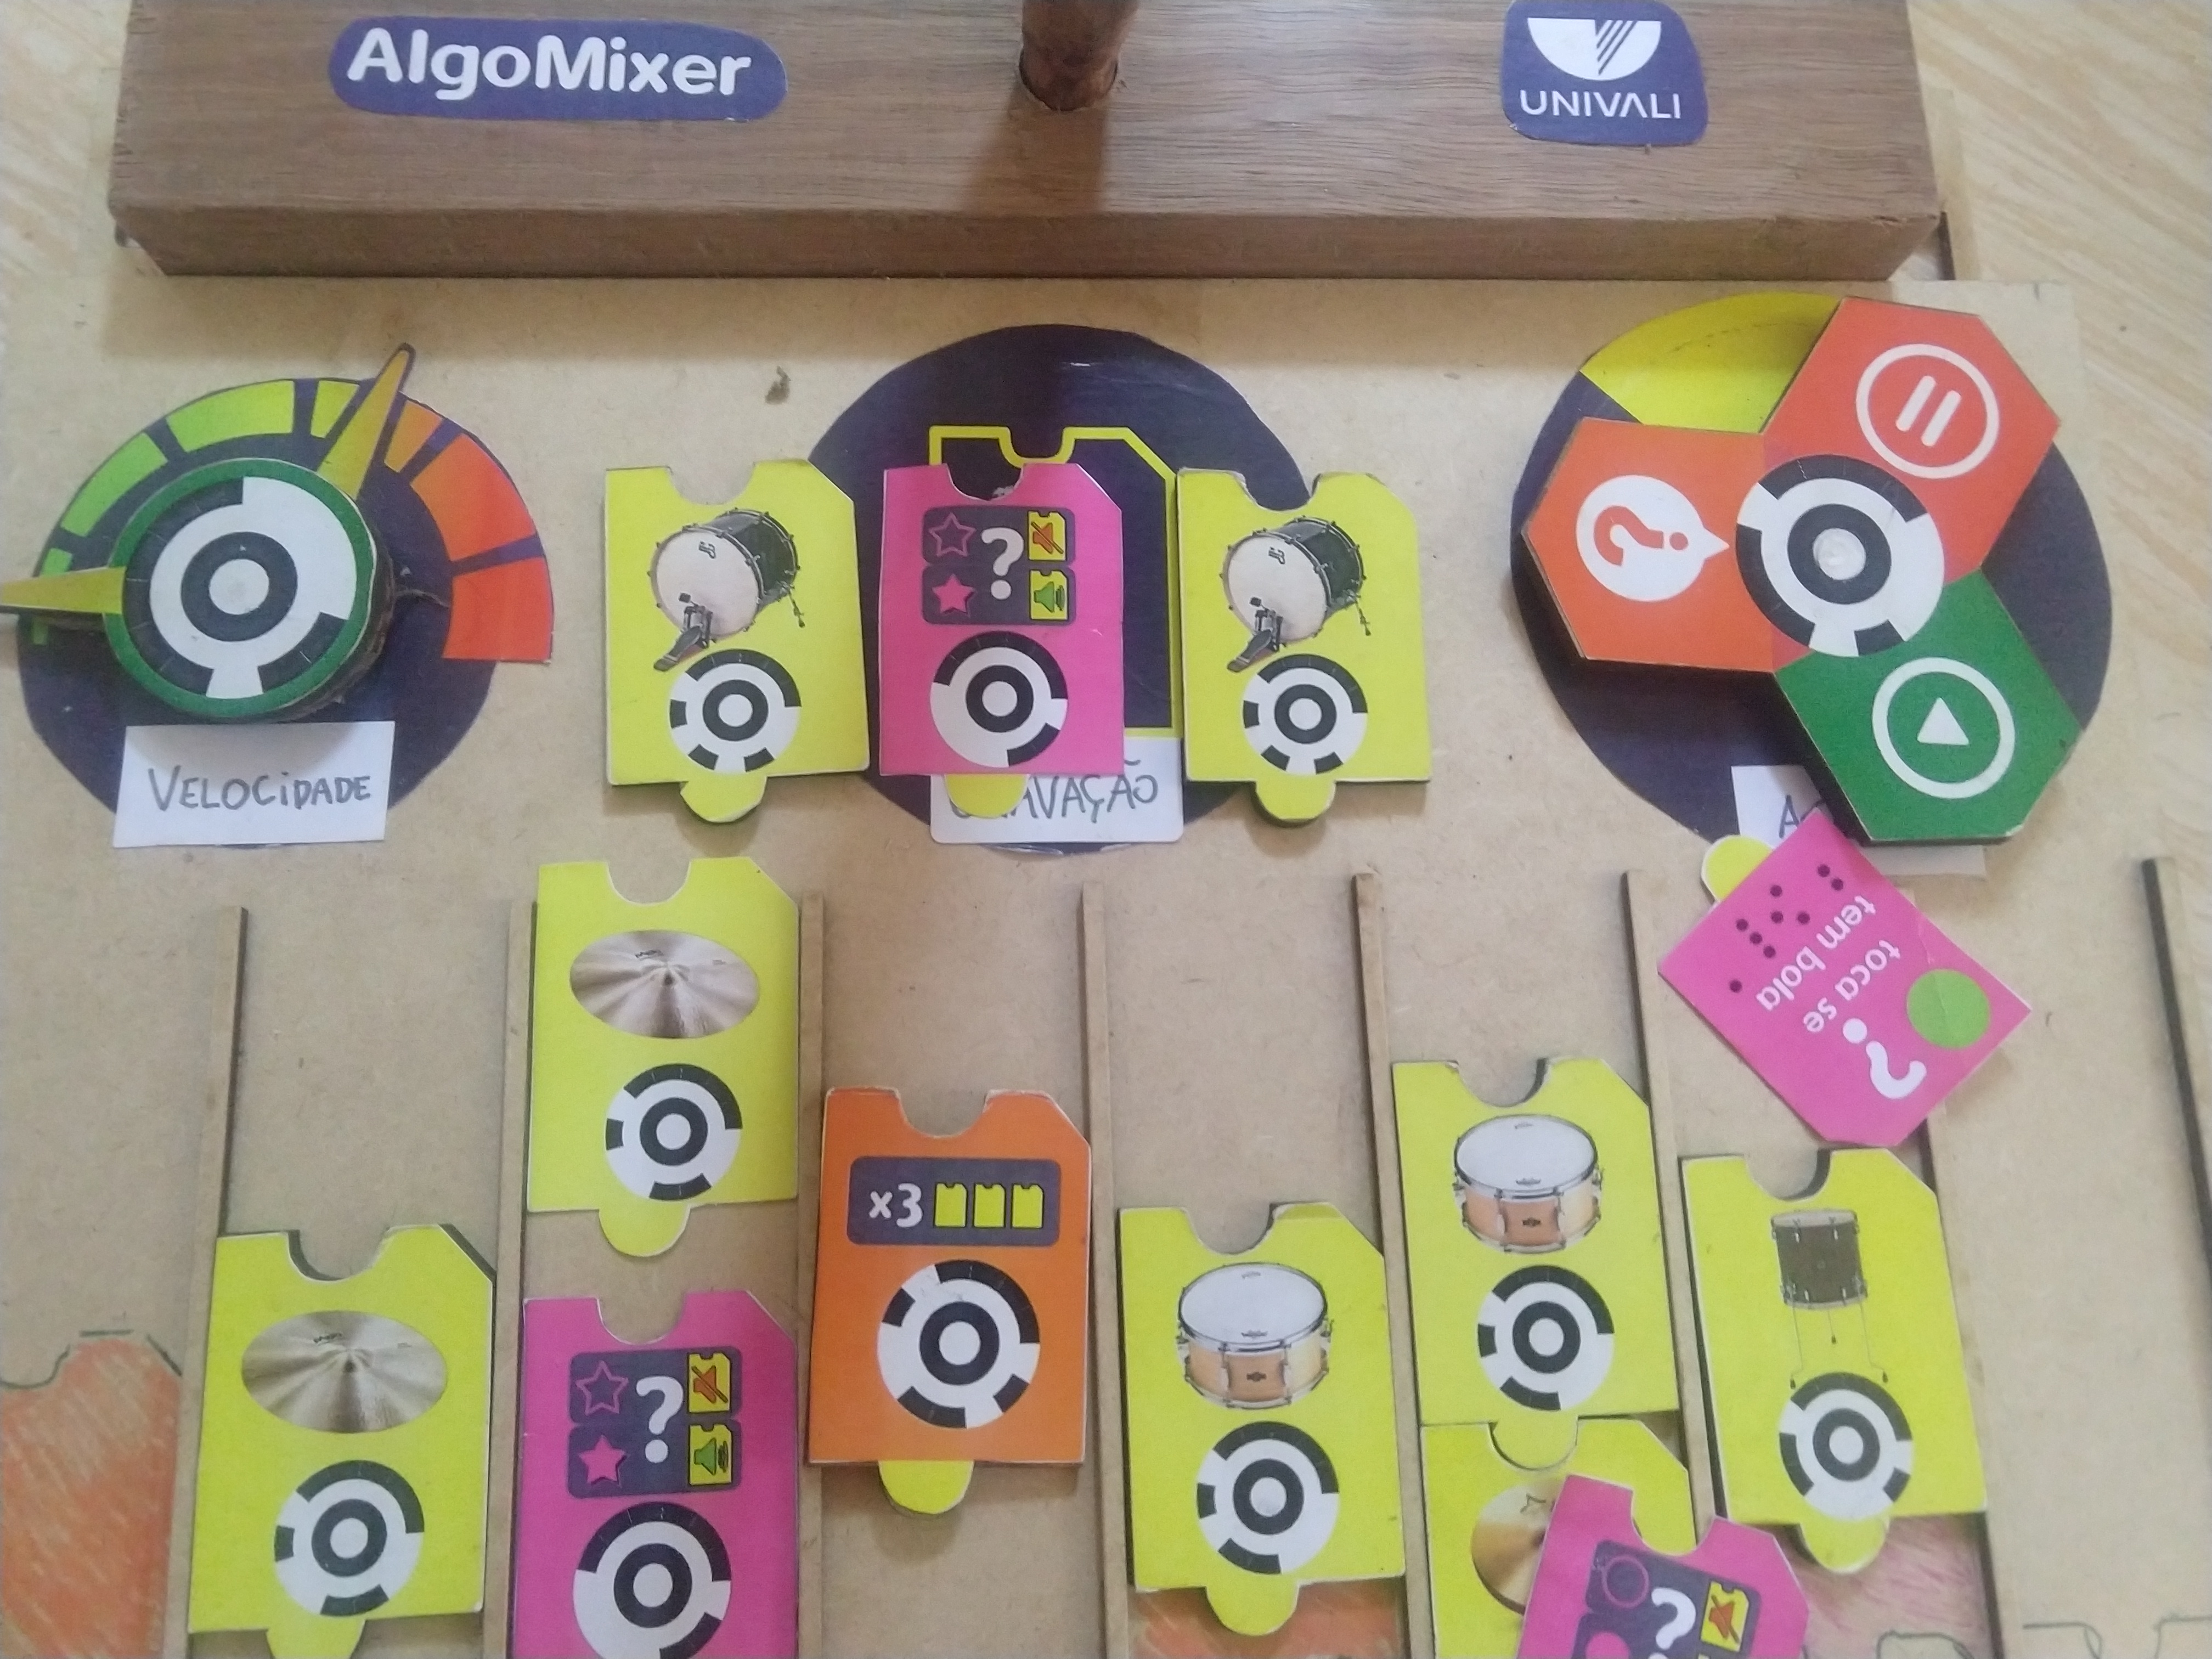 ?
?
x3
?
?
toca se
tem bola
VELOCIDADE
?
?
UNIVALI
AlgoMixer